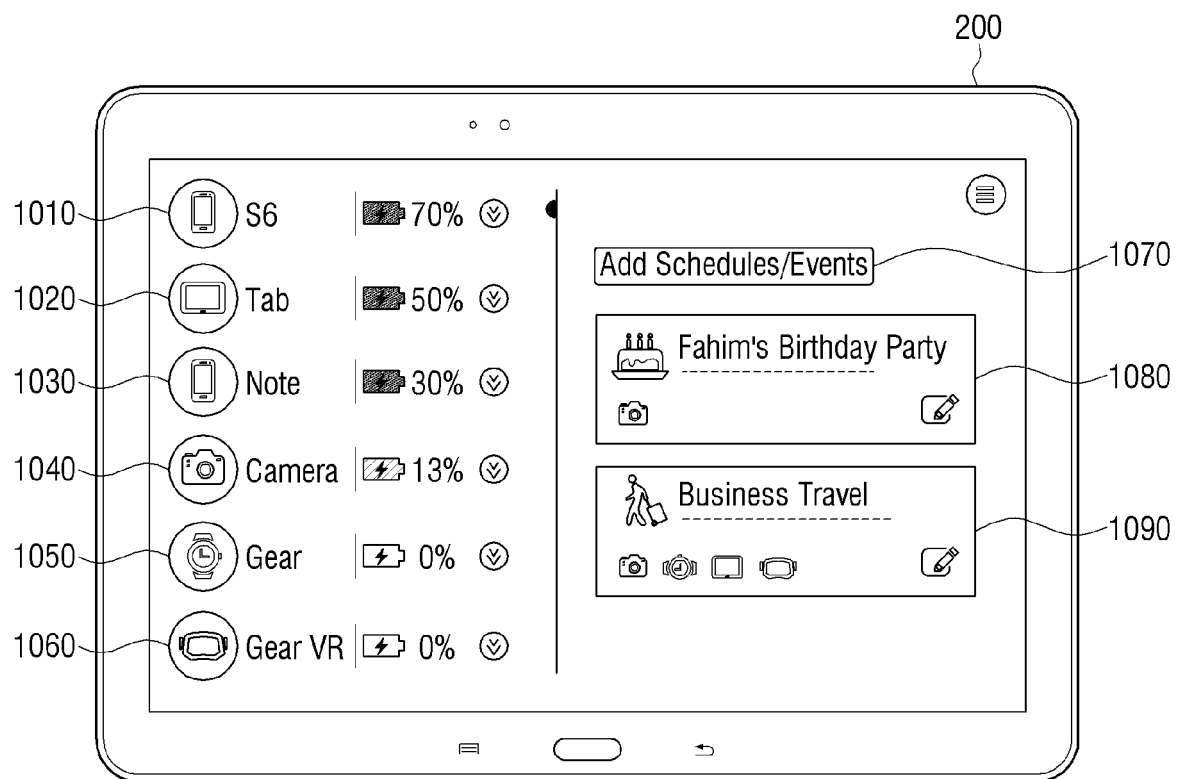 200
1010 S6 70%
Add Schedules/Events 1070
1020 Tab 50%
Fahim's Birthday Party
1030 Note 30%
1080
1040 Camera 13%
Business Travel
1090
1050 Gear 0%
1060 Gear VR 0%